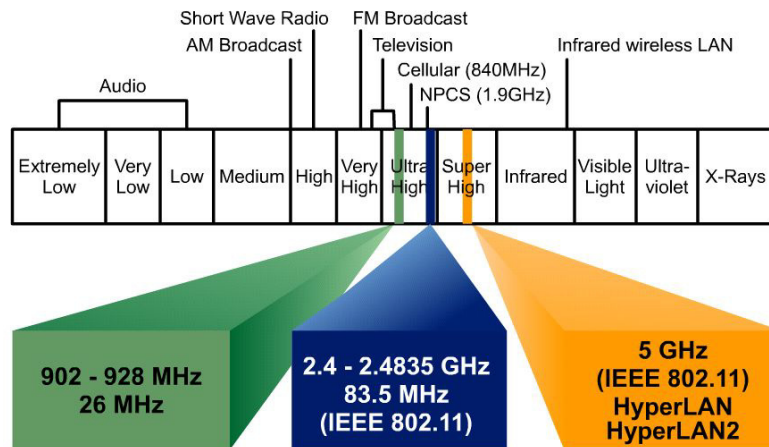 Short Wave Radio
FM Broadcast
AM Broadcast
Television
Infrared wireless LAN
Cellular (840MHz)
NPCS (1.9GHz)
Audio
Extremely
Low
Very
Low
Low
Medium
High
Very
High
Ultra
High
Super
High
Infrared
Visible
Light
Ultra-
violet
X-Rays
902 - 928 MHz
26 MHz
2.4 - 2.4835 GHz
83.5 MHz
(IEEE 802.11)
5 GHz
(IEEE 802.11)
HyperLAN
HyperLAN2